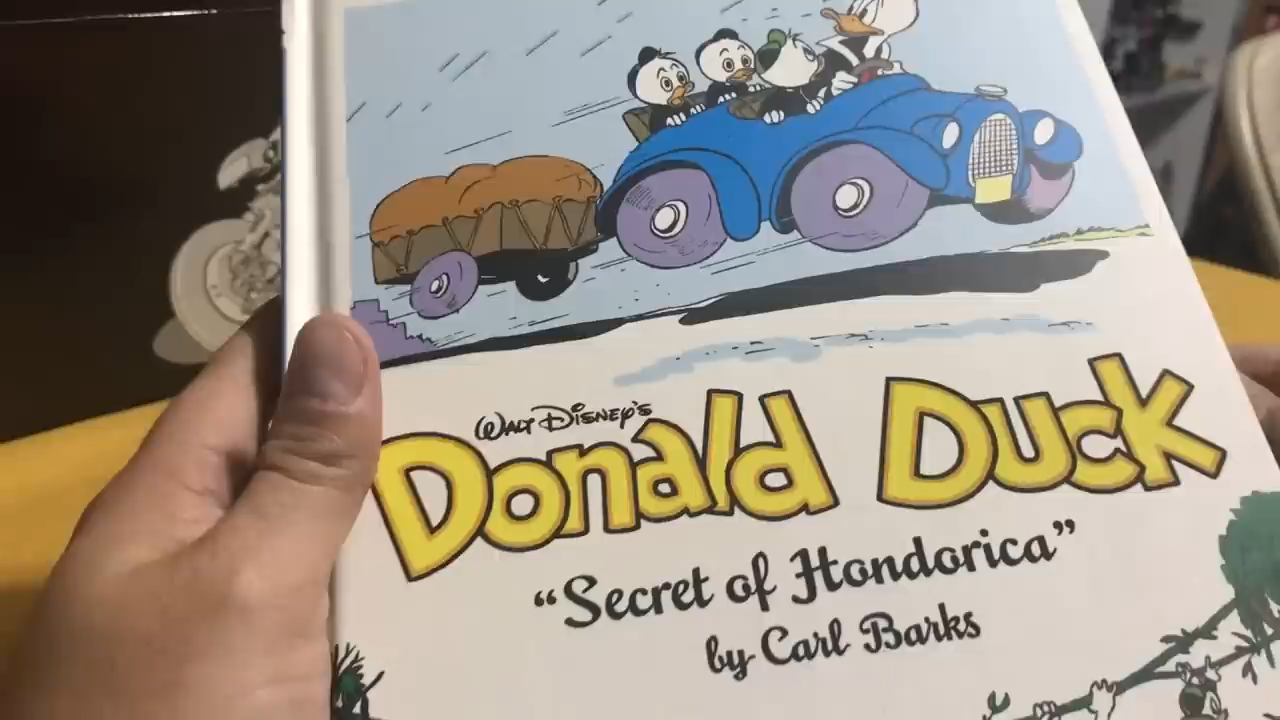 Walt Disney's
Donald Duck
“Secret of Hondorica”
by Carl Barks